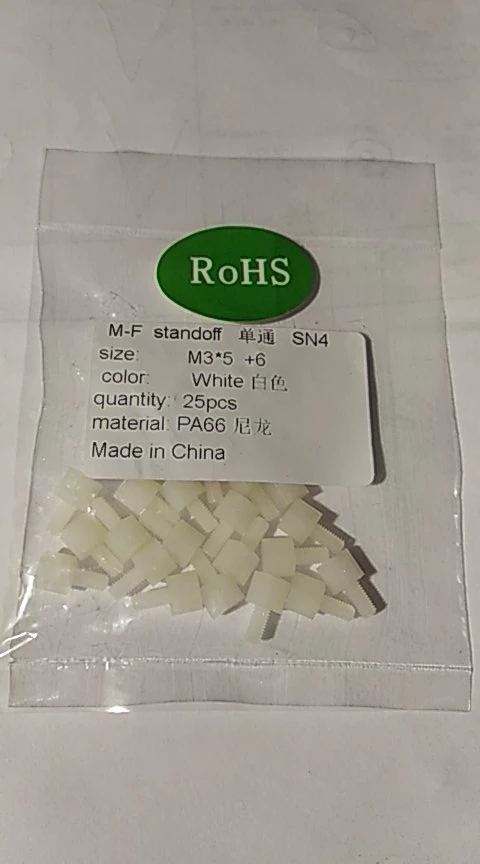 RoHS
M-F standoff 单通 SN4
size: M3*5 +6
color: White 白色
quantity: 25pcs
material: PA66 尼龙
Made in China